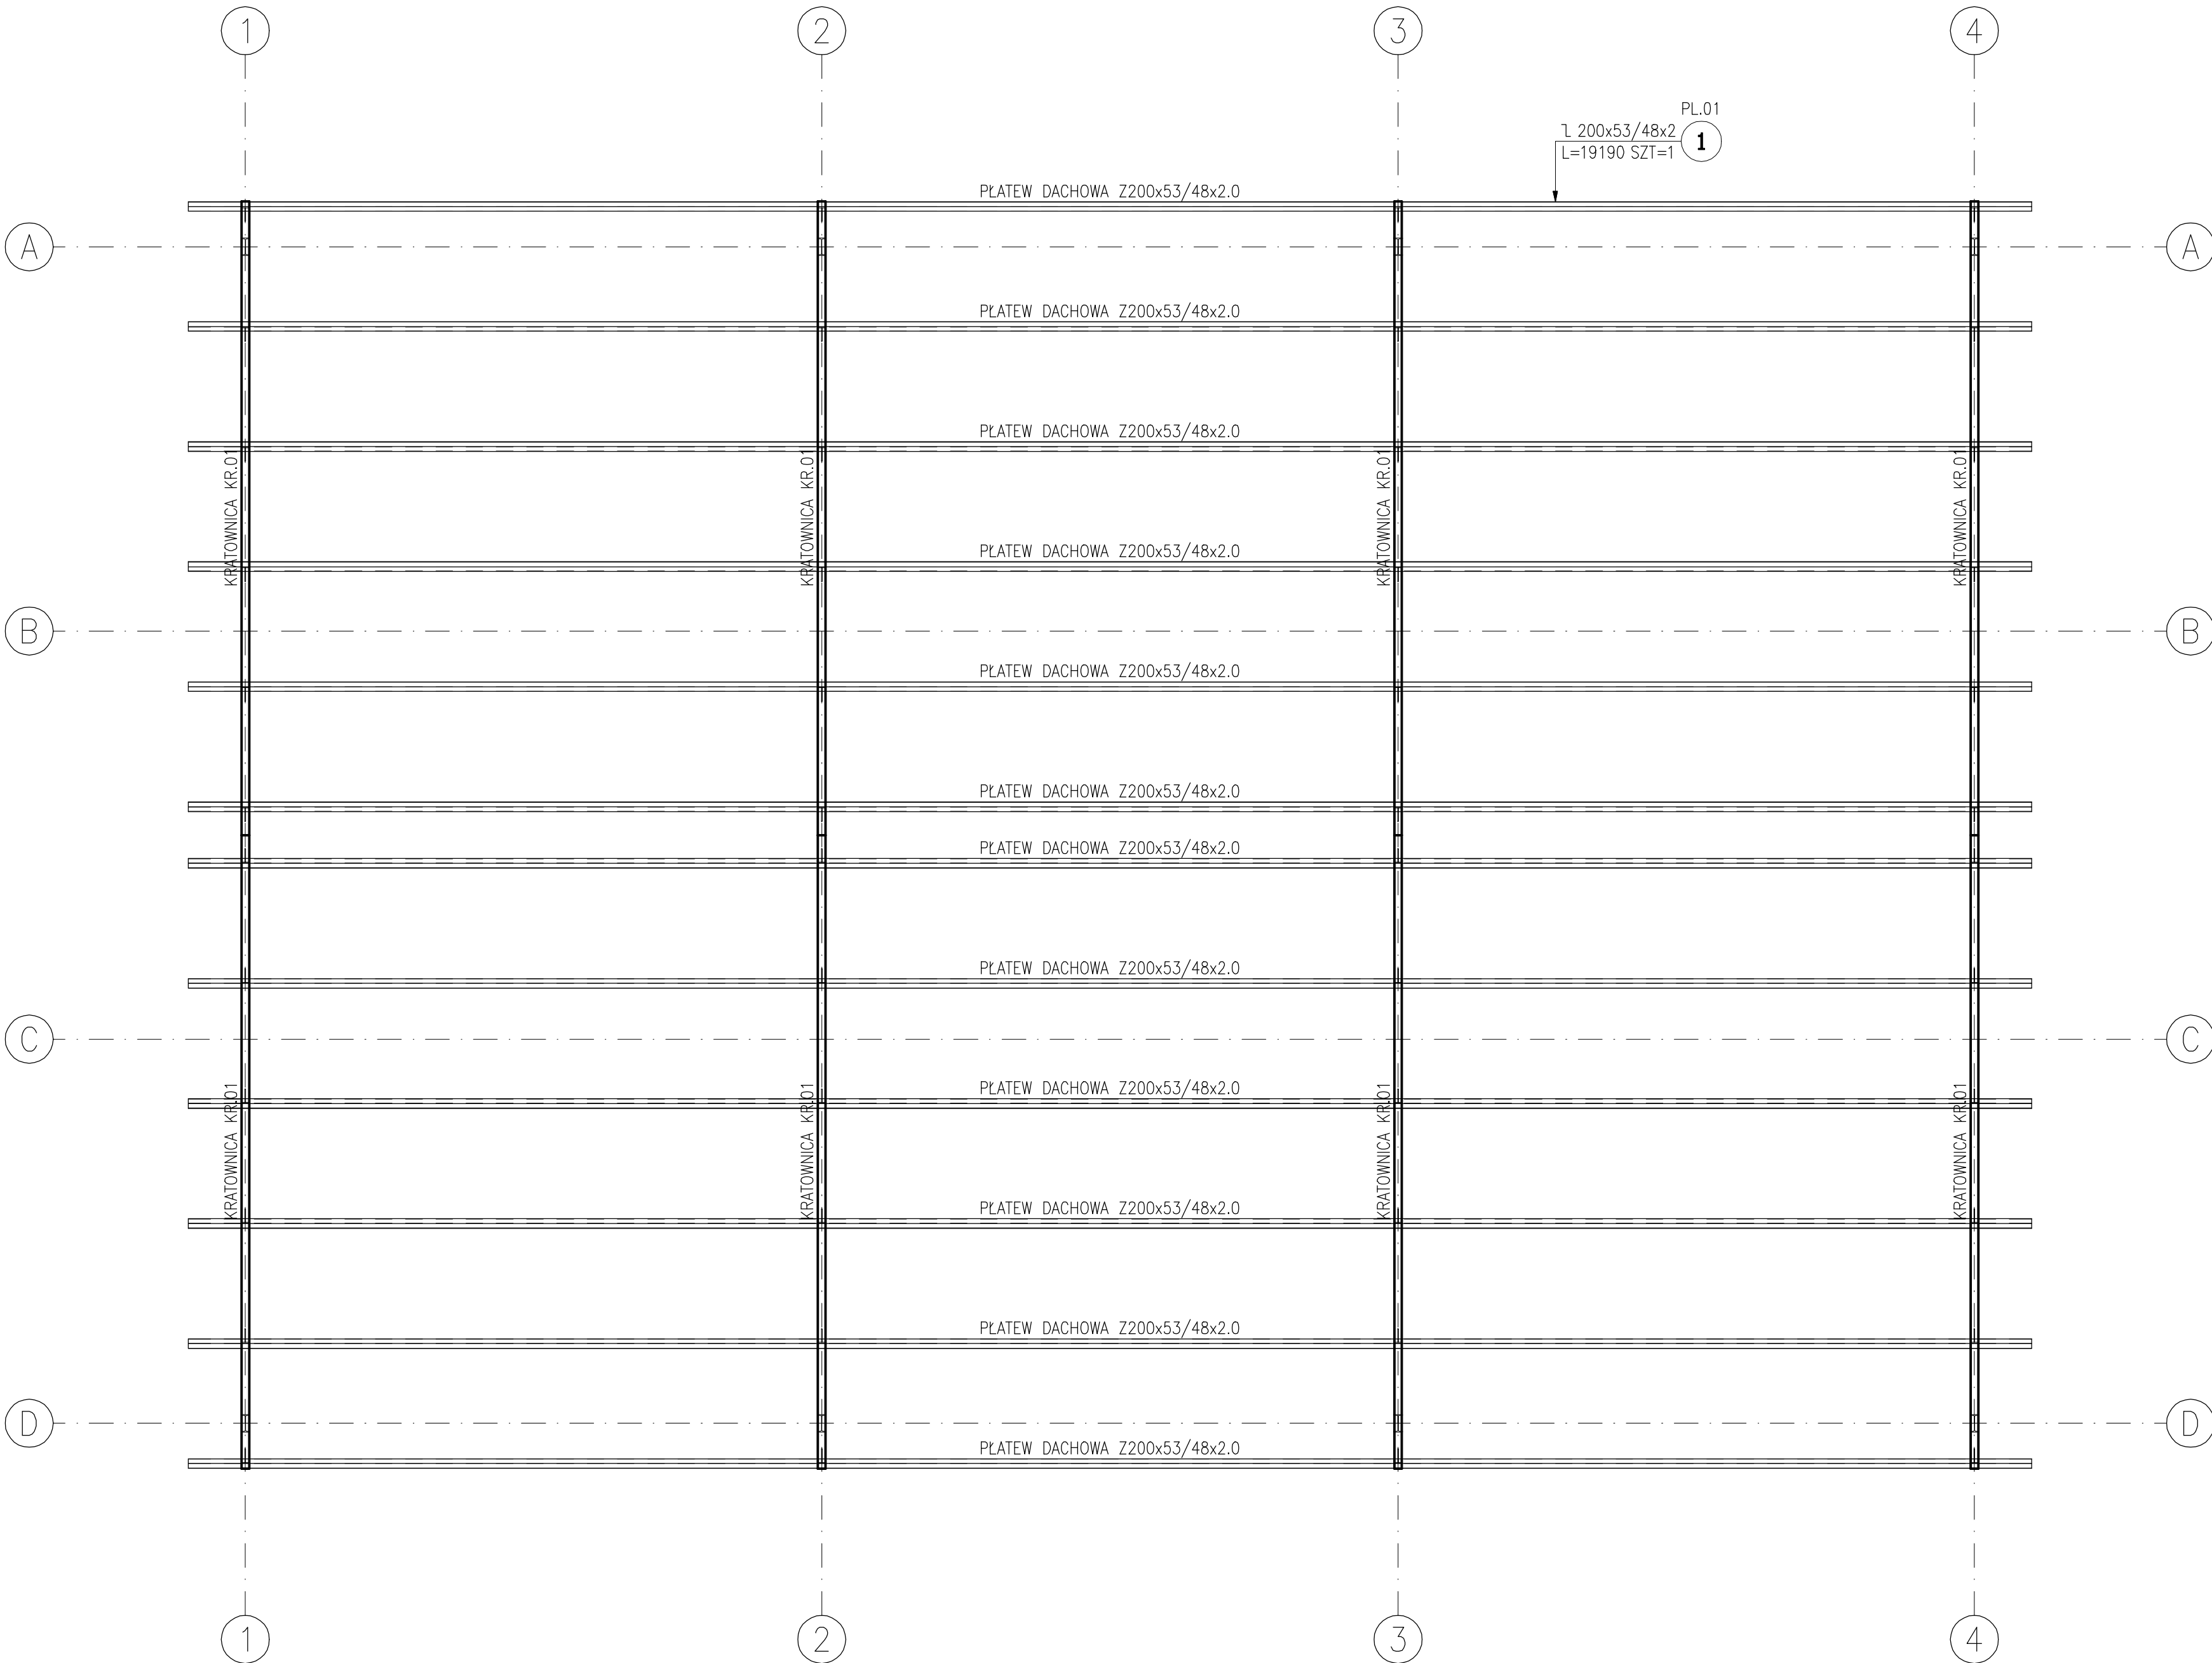 1
2
3
4
PL.01
Z 200x53/48x2
1
L=19190 SZT=1
PŁATEW DACHOWA Z200x53/48x2.0
A
A
PŁATEW DACHOWA Z200x53/48x2.0
PŁATEW DACHOWA Z200x53/48x2.0
KRATOWNICA KR.01
KRATOWNICA KR.01
KRATOWNICA KR.01
KRATOWNICA KR.01
PŁATEW DACHOWA Z200x53/48x2.0
B
B
PŁATEW DACHOWA Z200x53/48x2.0
PŁATEW DACHOWA Z200x53/48x2.0
PŁATEW DACHOWA Z200x53/48x2.0
PŁATEW DACHOWA Z200x53/48x2.0
C
C
PŁATEW DACHOWA Z200x53/48x2.0
KRATOWNICA KR.01
KRATOWNICA KR.01
KRATOWNICA KR.01
KRATOWNICA KR.01
PŁATEW DACHOWA Z200x53/48x2.0
PŁATEW DACHOWA Z200x53/48x2.0
D
D
PŁATEW DACHOWA Z200x53/48x2.0
1
2
3
4